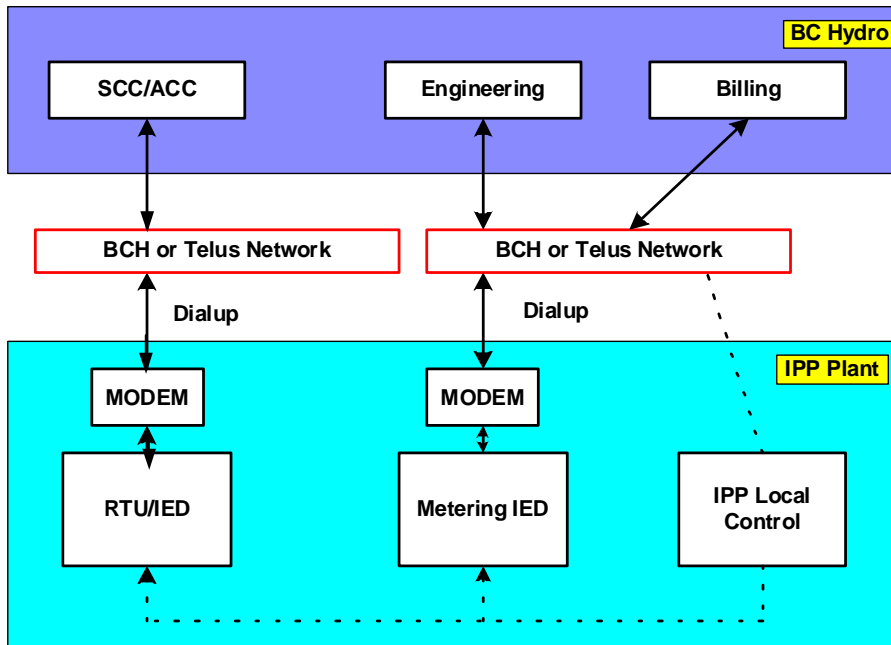 BC Hydro
SCC/ACC
Engineering
Billing
BCH or Telus Network
BCH or Telus Network
Dialup
Dialup
IPP Plant
MODEM
MODEM
RTU/IED
Metering IED
IPP Local
Control